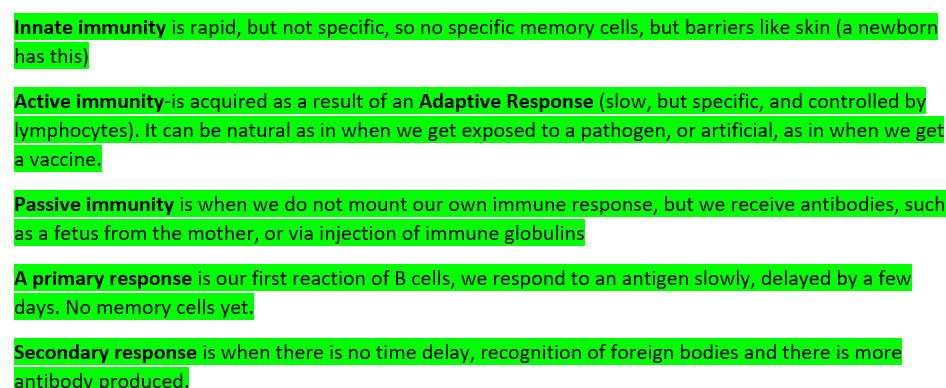 Innate immunity is rapid, but not specific, so no specific memory cells, but barriers like skin (a newborn
has this)
Active immunity-is acquired as a result of an Adaptive Response (slow, but specific, and controlled by
lymphocytes). It can be natural as in when we get exposed to a pathogen, or artificial, as in when we get
a vaccine.
Passive immunity is when we do not mount our own immune response, but we receive antibodies, such
as a fetus from the mother, or via injection of immune globulins
A primary response is our first reaction of B cells, we respond to an antigen slowly, delayed by a few
days. No memory cells yet.
Secondary response is when there is no time delay, recognition of foreign bodies and there is more
antibody produced.